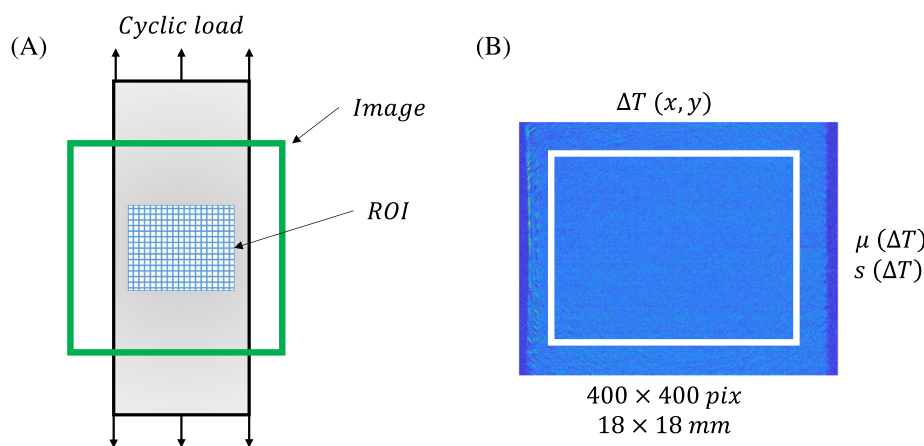 Cyclic load
(A)
Image
ROI
(B)
ΔT (x, y)
μ (ΔT)
s (ΔT)
400 × 400 pix
18 × 18 mm